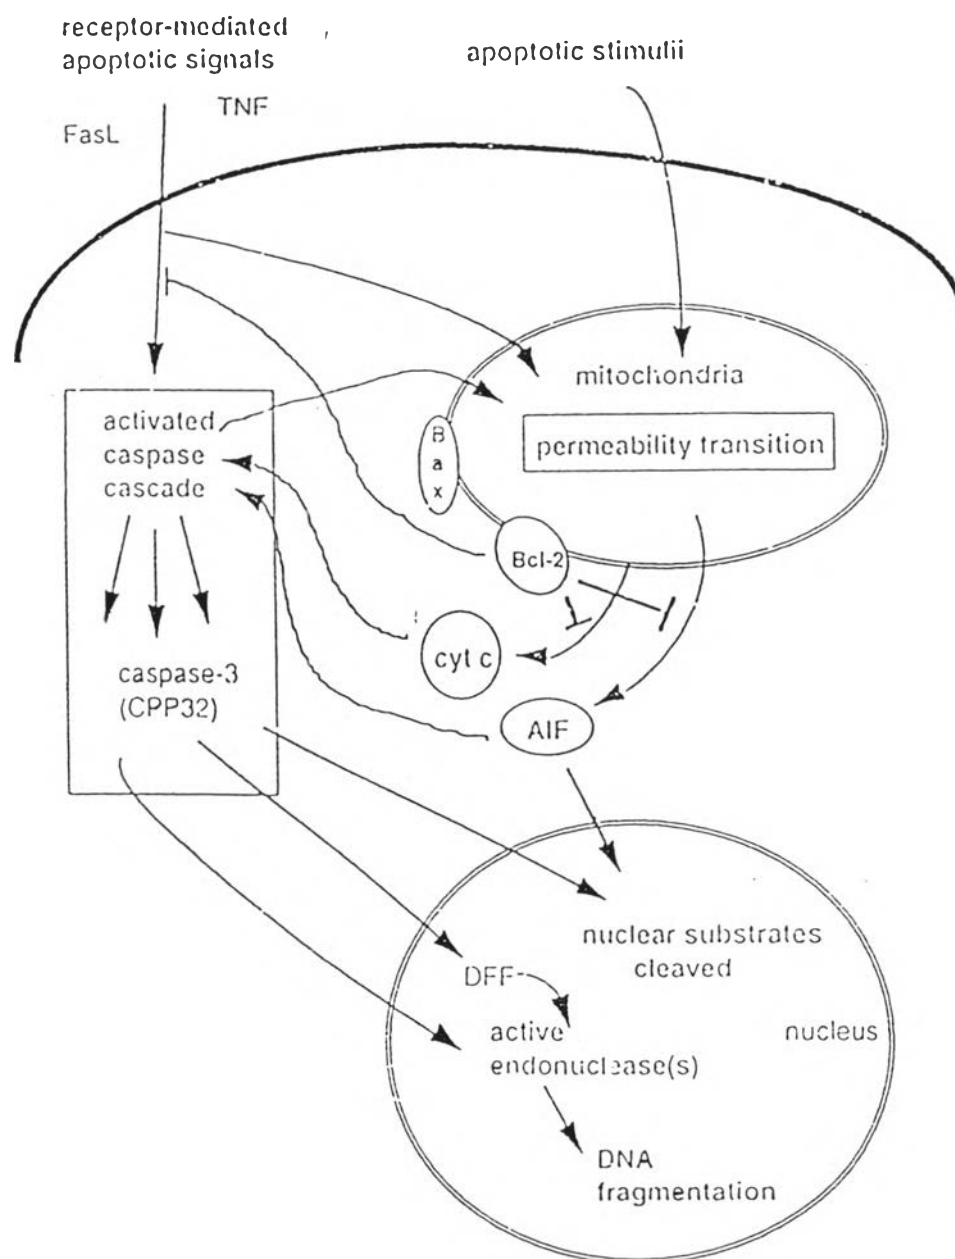 receptor-mediated
apoptotic signals
apoptotic stimulii
FasL
TNF
mitochondria
permeability transition
activated
caspase
cascade
B
a
x
Bcl-2
cyt c
caspase-3
(CPP32)
AIF
nuclear substrates
cleaved
DFF
active
endonuclease(s)
nucleus
DNA
fragmentation